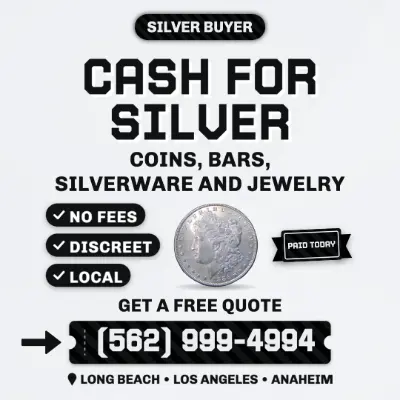 SILVER BUYER
CASH FOR
SILVER
COINS, BARS,
SILVERWARE AND JEWELRY
NO FEES
DISCREET
LOCAL
PAID TODAY
GET A FREE QUOTE
(562) 999-4994
LONG BEACH • LOS ANGELES • ANAHEIM